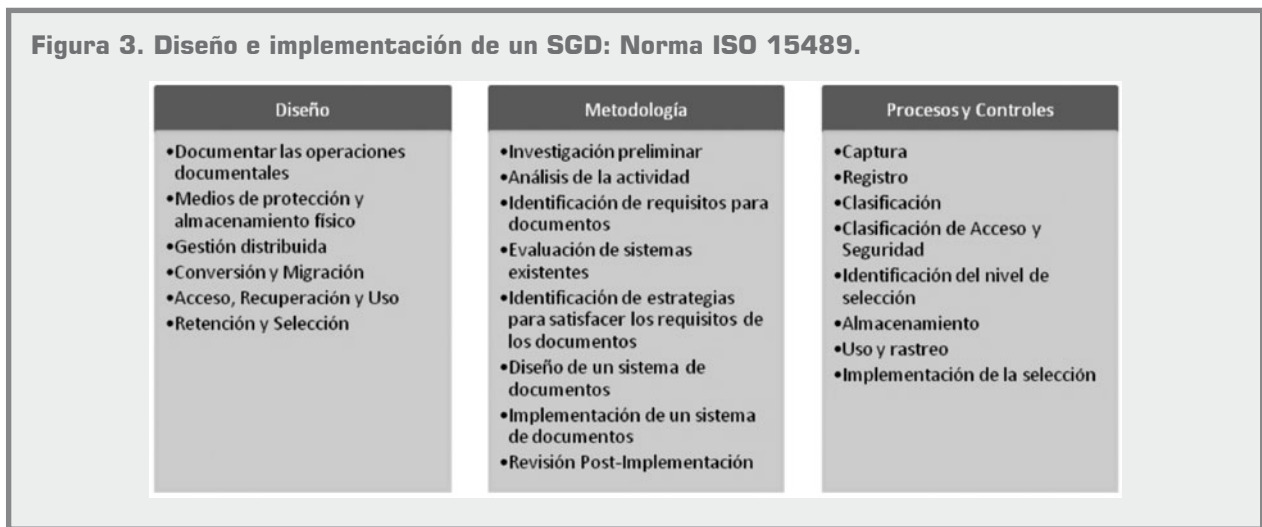 Figura 3. Diseño e implementación de un SGD: Norma ISO 15489.
Diseño
•Documentar las operaciones
documentales
•Medios de protección y
almacenamiento físico
•Gestión distribuida
•Conversión y Migración
•Acceso, Recuperación y Uso
•Retención y Selección
Metodología
•Investigación preliminar
•Análisis de la actividad
•Identificación de requisitos para
documentos
•Evaluación de sistemas
existentes
•Identificación de estrategias
para satisfacer los requisitos de
los documentos
•Diseño de un sistema de
documentos
•Implementación de un sistema
de documentos
•Revisión Post-Implementación
Procesos y Controles
•Captura
•Registro
•Clasificación
•Clasificación de Acceso y
Seguridad
•Identificación del nivel de
selección
•Almacenamiento
•Uso y rastreo
•Implementación de la selección